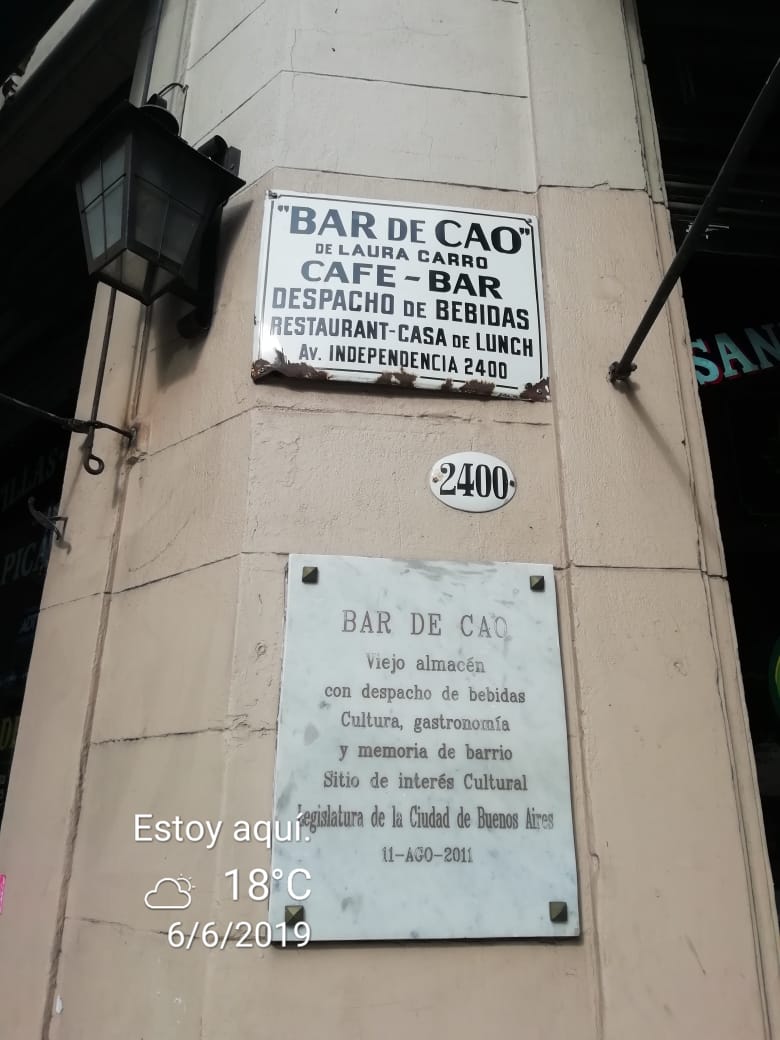 "BAR DE CAO"
DE LAURA CARRO
CAFE - BAR
DESPACHO DE BEBIDAS
RESTAURANT-CASA DE LUNCH
AV. INDEPENDENCIA 2400
2400
BAR DE CAO
Viejo almacén
con despacho de bebidas
Cultura, gastronomía
y memoria de barrio
Sitio de interés Cultural
Legislatura de la Ciudad de Buenos Aires
11-AGO-2011
Estoy aquí.
18°C
6/6/2019